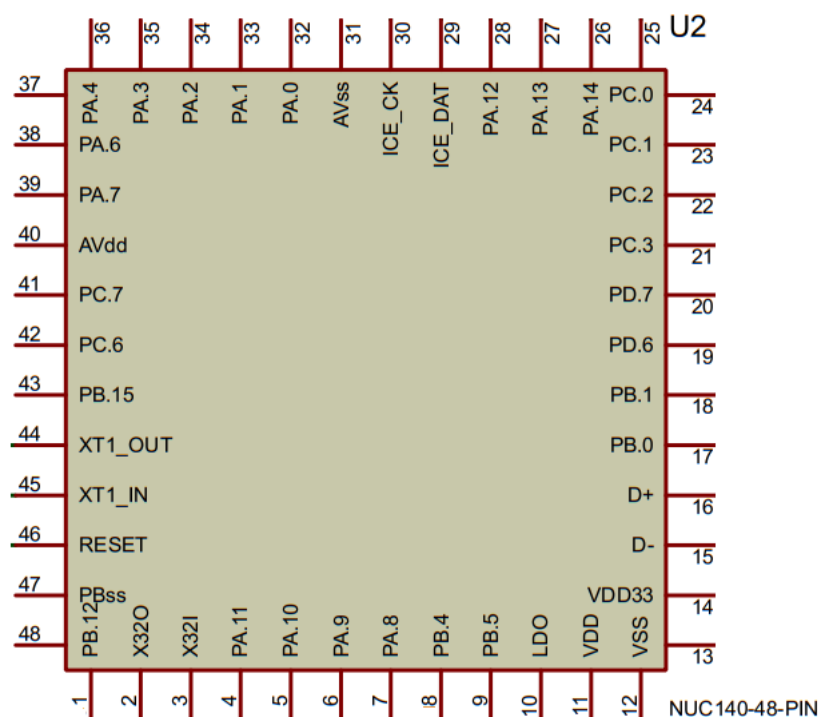 36 35 34 33 32 31 30 29 28 27 26 25 U2
PA.4 PA.3 PA.2 PA.1 PA.0 AVss ICE_CK ICE_DAT PA.12 PA.13 PA.14
37 PC.0 24
38 PA.6 PC.1 23
39 PA.7 PC.2 22
40 AVdd PC.3 21
41 PC.7 PD.7 20
42 PC.6 PD.6 19
43 PB.15 PB.1 18
44 XT1_OUT PB.0 17
45 XT1_IN D+ 16
46 RESET D- 15
47 PBss VDD33 14
48 13
PB.12 X32O X32I PA.11 PA.10 PA.9 PA.8 PB.4 PB.5 LDO VDD VSS
1 2 3 4 5 6 7 8 9 10 11 12
NUC140-48-PIN